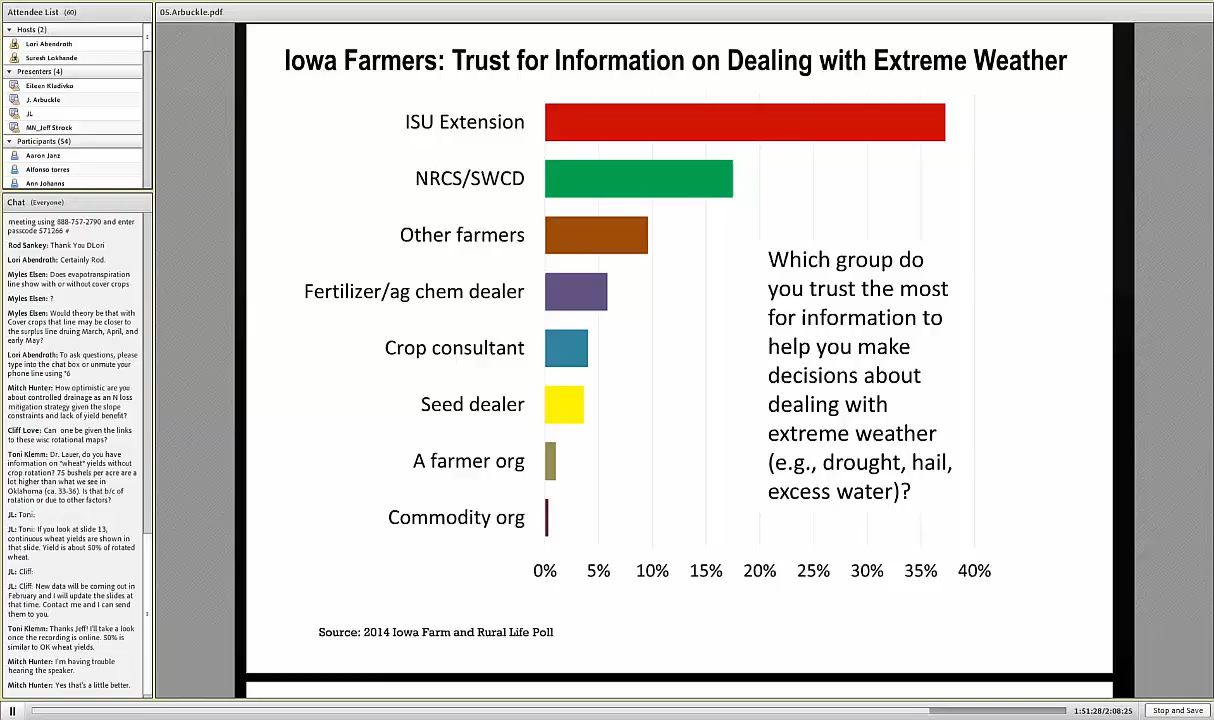 Attendee List (60)
Hosts (2)
Lori Abendroth
Suresh Lokhande
Presenters (4)
Eileen Kladivko
J. Arbuckle
JL
MN_Jeff Strock
Participants (54)
Aaron Janz
Alfonso torres
Ann Johanns
Chat (Everyone)
meeting using 888-757-2790 and enter
passcode 571266 #
Rod Sankey: Thank You DLori
Lori Abendroth: Certainly Rod.
Myles Elsen: Does evapotranspiration
line show with or without cover crops
Myles Elsen: ?
Myles Elsen: Would theory be that with
Cover crops that line may be closer to
the surplus line druing March, April, and
early May?
Lori Abendroth: To ask questions, please
type into the chat box or unmute your
phone line using *6
Mitch Hunter: How optimistic are you
about controlled drainage as an N loss
mitigation strategy given the slope
constraints and lack of yield benefit?
Cliff Love: Can one be given the links
to these wisc rotational maps?
Toni Klemm: Dr. Lauer, do you have
information on "wheat" yields without
crop rotation? 75 bushels per acre are a
lot higher than what we see in
Oklahoma (ca. 33-36). Is that b/c of
rotation or due to other factors?
JL: Toni:
JL: Toni: If you look at slide 13,
continuous wheat yields are shown in
that slide. Yield is about 50% of rotated
wheat.
JL: Cliff:
JL: Cliff: New data will be coming out in
February and I will update the slides at
that time. Contact me and I can send
them to you.
Toni Klemm: Thanks Jeff! I'll take a look
once the recording is online. 50% is
similar to OK wheat yields.
Mitch Hunter: I'm having trouble
hearing the speaker.
Mitch Hunter: Yes that's a little better.
05.Arbuckle.pdf
Iowa Farmers: Trust for Information on Dealing with Extreme Weather
ISU Extension
NRCS/SWCD
Other farmers
Fertilizer/ag chem dealer
Crop consultant
Seed dealer
A farmer org
Commodity org
Which group do
you trust the most
for information to
help you make
decisions about
dealing with
extreme weather
(e.g., drought, hail,
excess water)?
0% 5% 10% 15% 20% 25% 30% 35% 40%
Source: 2014 Iowa Farm and Rural Life Poll
1:51:28/2:08:25
Stop and Save